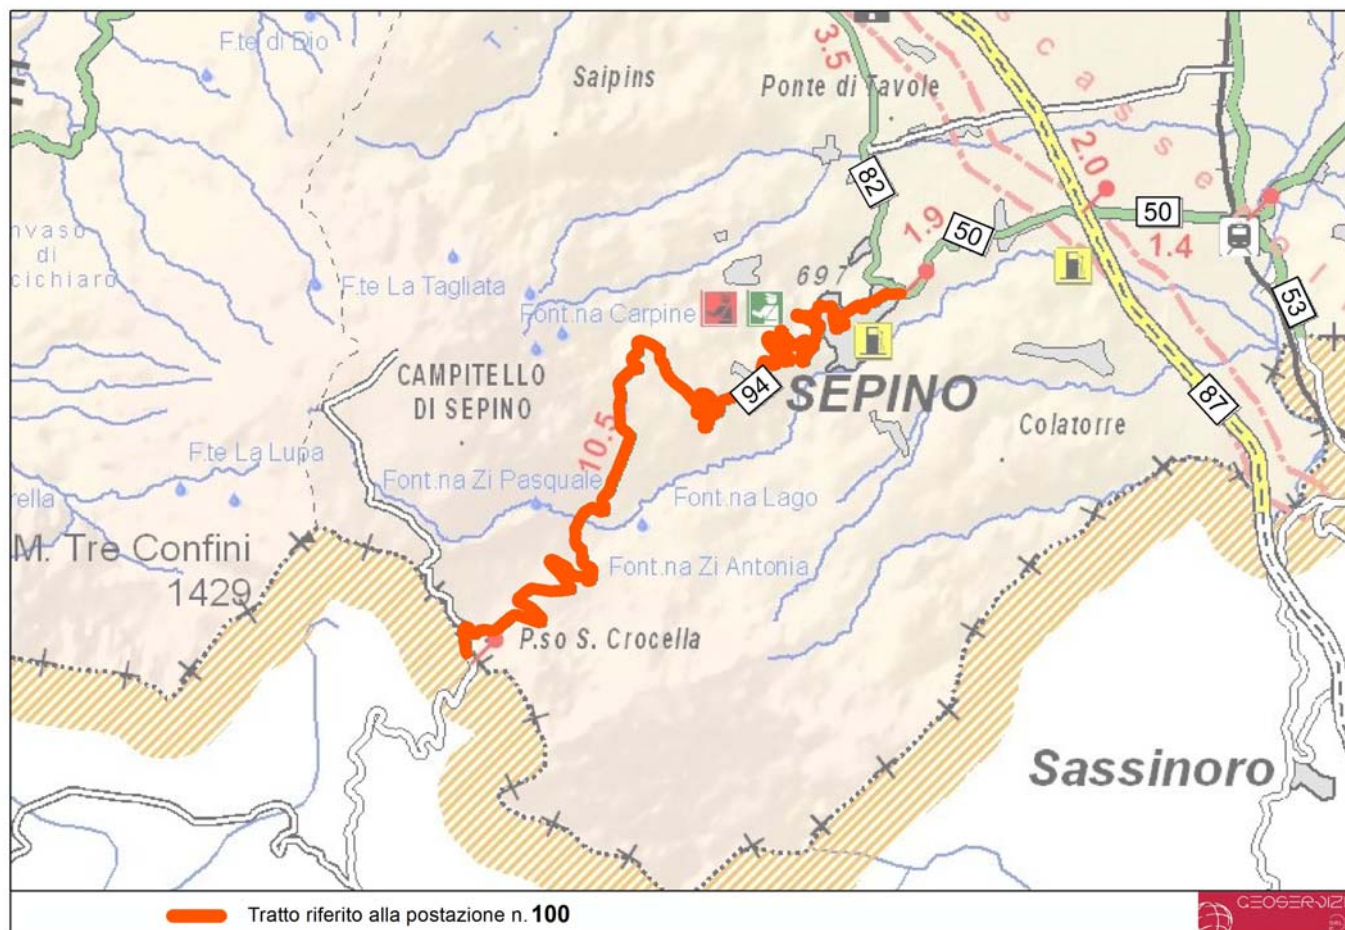 F.te di Dio
T.
3.5
s
c
a
s
s
e
Saipins
Ponte di Tavole
2.0
82
50
50
1.9
1.4
nvaso
di
cichiaro
F.te La Tagliata
697
Font.na Carpine
53
CAMPITELLO
DI SEPINO
94
SEPINO
87
Colatorre
10.5
F.te La Lupa
rella
Font.na Zi Pasquale
Font.na Lago
M. Tre Confini
1429
Font.na Zi Antonia
P.so S. Crocella
Sassinoro
Tratto riferito alla postazione n. 100
GEOSERVIZI